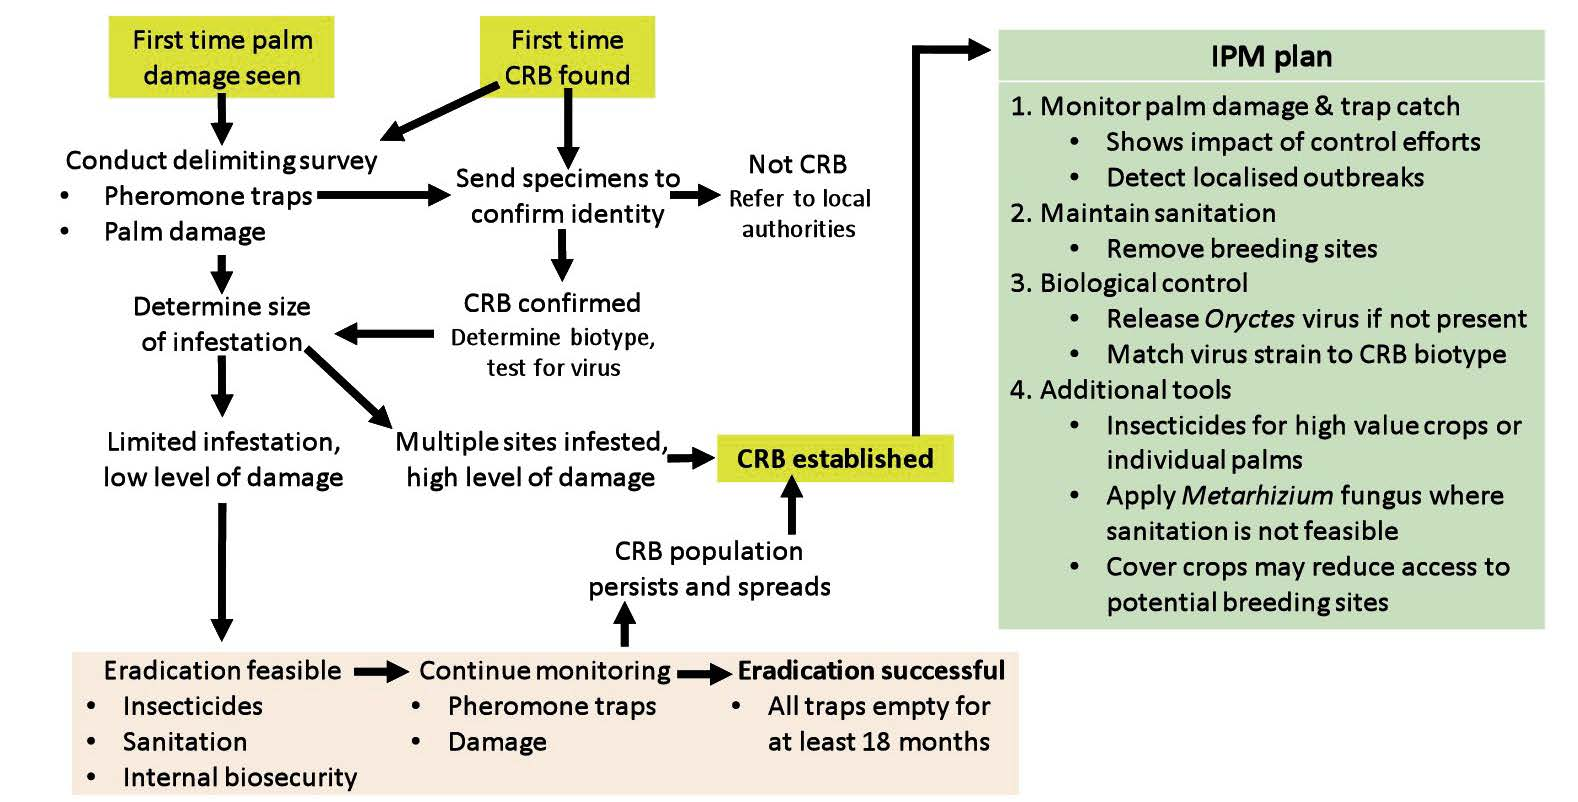 First time palm
damage seen
First time
CRB found
Conduct delimiting survey
• Pheromone traps
• Palm damage
Send specimens to
confirm identity
Not CRB
Refer to local
authorities
Determine size
of infestation
CRB confirmed
Determine biotype,
test for virus
Limited infestation,
low level of damage
Multiple sites infested,
high level of damage
CRB established
CRB population
persists and spreads
Eradication feasible
• Insecticides
• Sanitation
• Internal biosecurity
Continue monitoring
• Pheromone traps
• Damage
Eradication successful
• All traps empty for
at least 18 months
IPM plan
1. Monitor palm damage & trap catch
• Shows impact of control efforts
• Detect localised outbreaks
2. Maintain sanitation
• Remove breeding sites
3. Biological control
• Release Oryctes virus if not present
• Match virus strain to CRB biotype
4. Additional tools
• Insecticides for high value crops or
individual palms
• Apply Metarhizium fungus where
sanitation is not feasible
• Cover crops may reduce access to
potential breeding sites